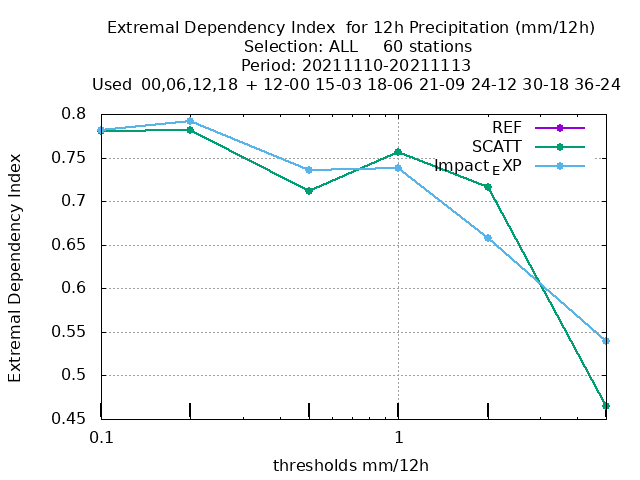 Extremal Dependency Index  for 12h Precipitation (mm/12h)
Selection: ALL     60 stations
Period: 20211110-20211113
Used  00,06,12,18  + 12-00 15-03 18-06 21-09 24-12 30-18 36-24
0.8
0.75
0.7
0.65
0.6
0.55
0.5
0.45
Extremal Dependency Index
REF
SCATT
Impact_EXP
0.1
1
thresholds mm/12h